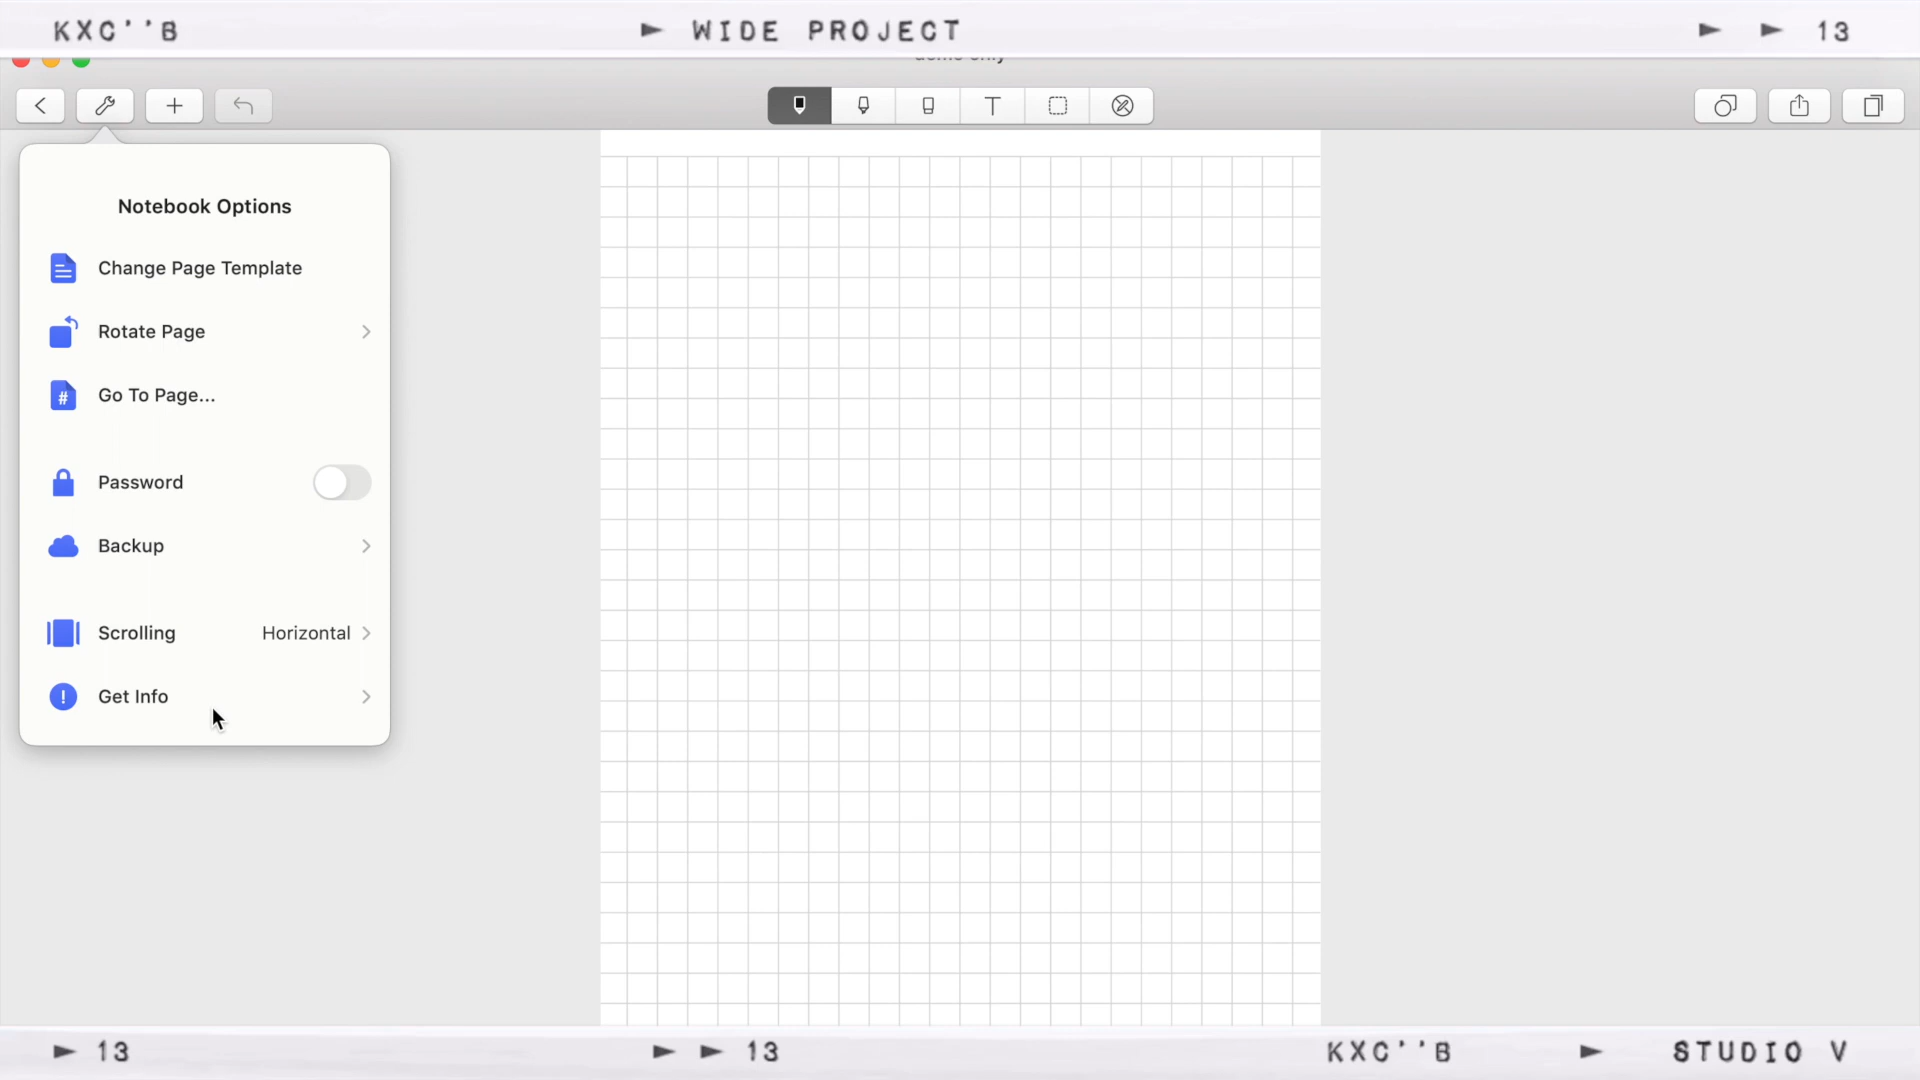 KXC''B ► WIDE PROJECT ► ► 13
Notebook Options
Change Page Template
Rotate Page
# Go To Page...
Password
Backup
Scrolling Horizontal
! Get Info
► 13 ► ► 13 KXC''B ► STUDIO V